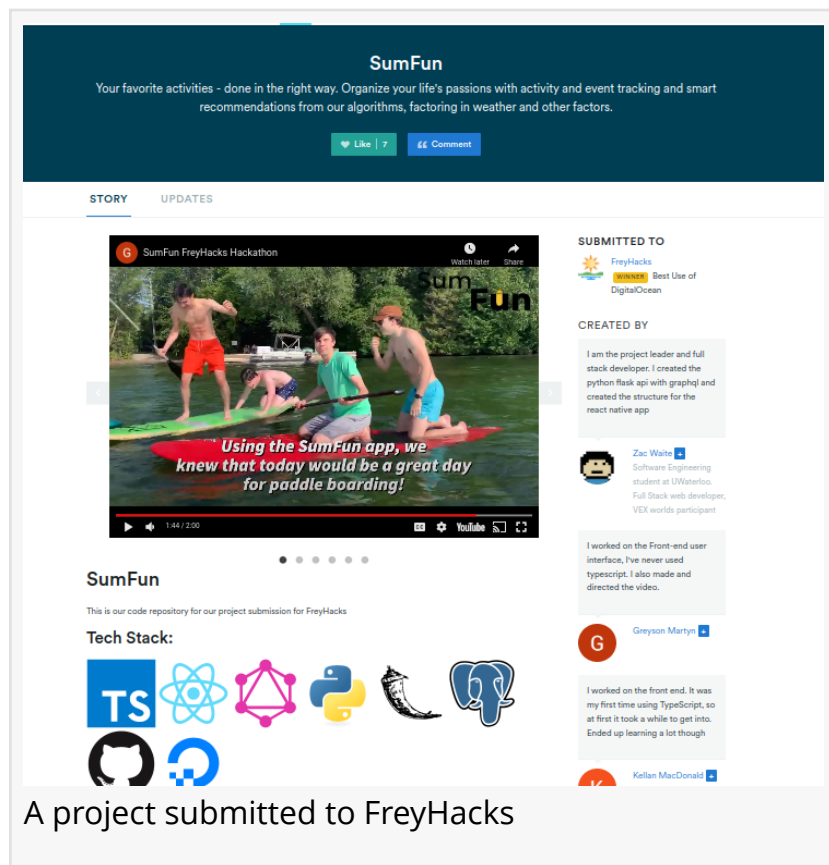 SumFun
Your favorite activities - done in the right way. Organize your life's passions with activity and event tracking and smart
recommendations from our algorithms, factoring in weather and other factors.
Like | 7
Comment
STORY
UPDATES
G
SumFun FreyHacks Hackathon
Watch later
Share
Sum
Fun
Using the SumFun app, we
knew that today would be a great day
for paddle boarding!
1:44 / 2:00
CC
YouTube
SumFun
This is our code repository for our project submission for FreyHacks
Tech Stack:
TS
SUBMITTED TO
FreyHacks
WINNER Best Use of
DigitalOcean
CREATED BY
I am the project leader and full
stack developer. I created the
python flask api with graphql and
created the structure for the
react native app
Zac Waite +
Software Engineering
student at UWaterloo.
Full Stack web developer,
VEX worlds participant
I worked on the Front-end user
interface, I've never used
typescript. I also made and
directed the video.
G
Greyson Martyn +
I worked on the front end. It was
my first time using TypeScript, so
at first it took a while to get into.
Ended up learning a lot though
K
Kellan MacDonald +
A project submitted to FreyHacks